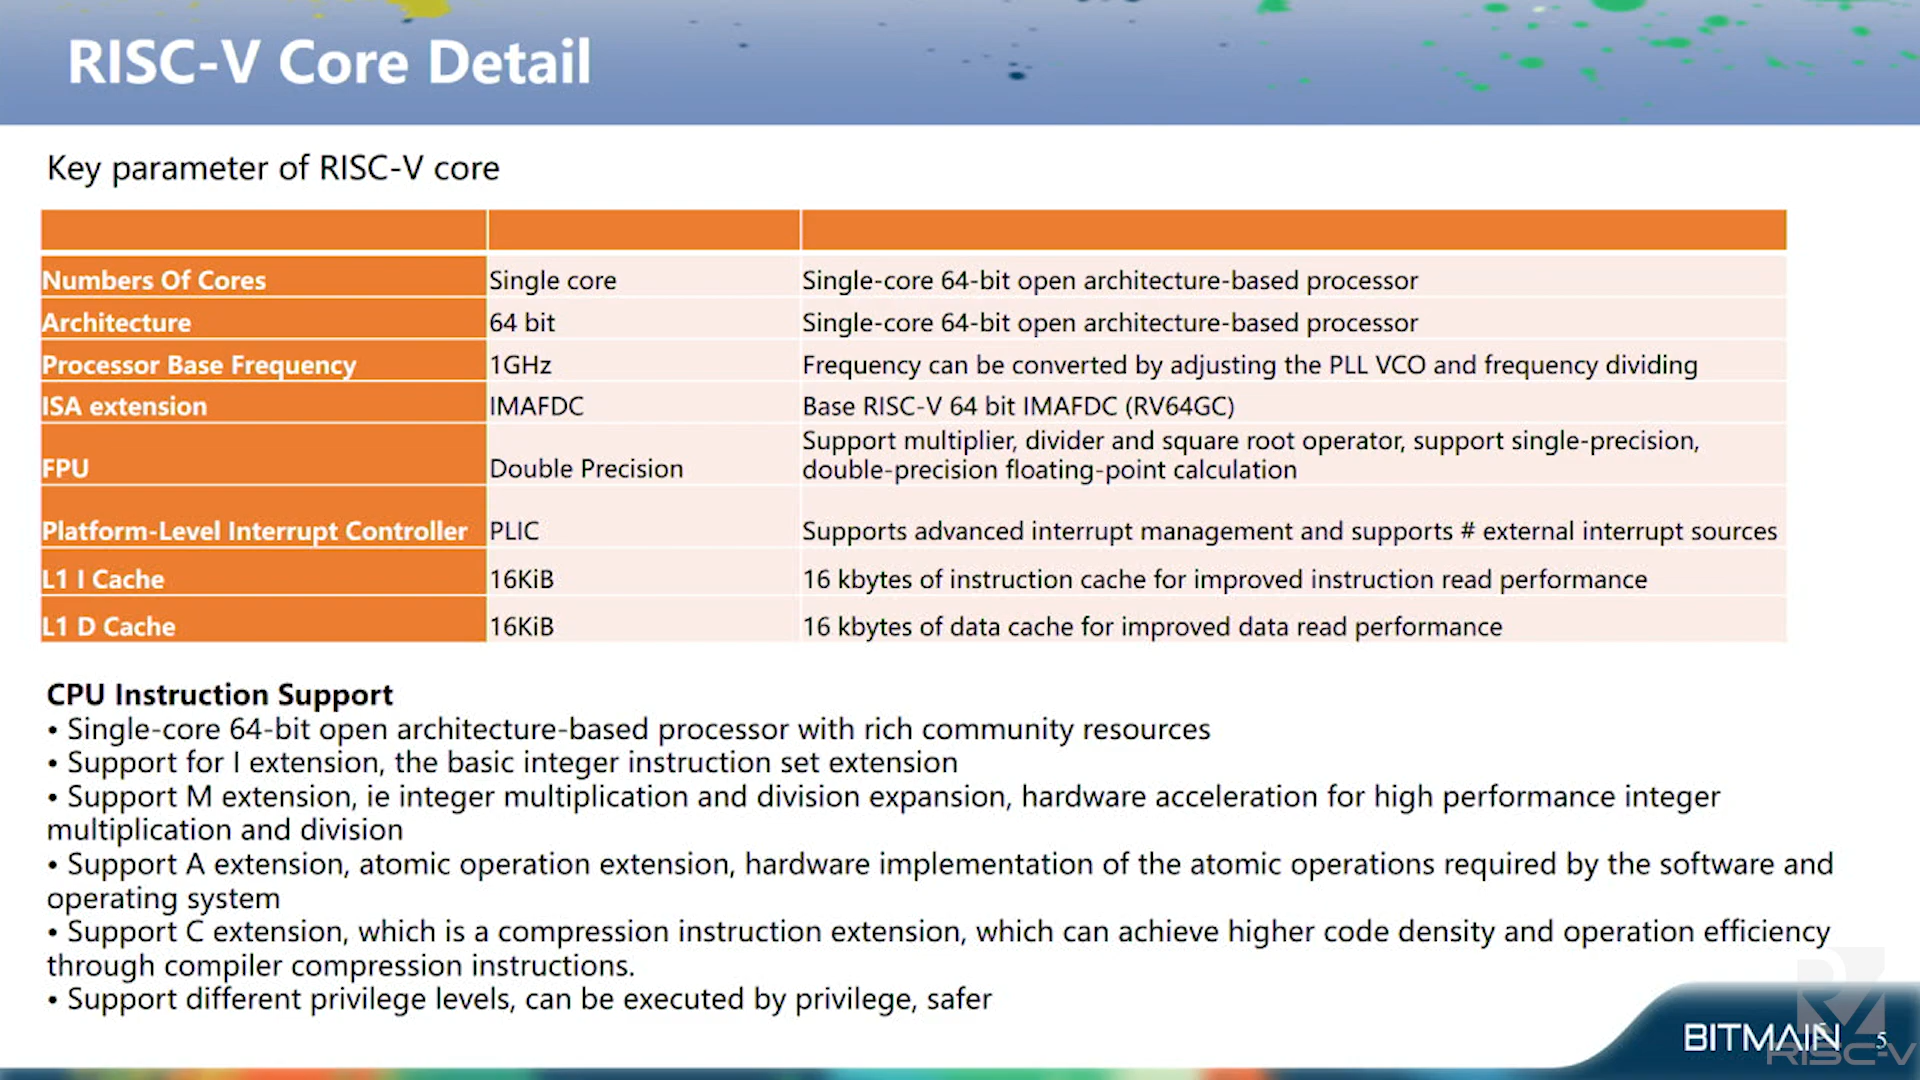 RISC-V Core Detail
Key parameter of RISC-V core
Numbers Of Cores Single core Single-core 64-bit open architecture-based processor
Architecture 64 bit Single-core 64-bit open architecture-based processor
Processor Base Frequency 1GHz Frequency can be converted by adjusting the PLL VCO and frequency dividing
ISA extension IMAFDC Base RISC-V 64 bit IMAFDC (RV64GC)
FPU Double Precision Support multiplier, divider and square root operator, support single-precision,
double-precision floating-point calculation
Platform-Level Interrupt Controller PLIC Supports advanced interrupt management and supports # external interrupt sources
L1 I Cache 16KiB 16 kbytes of instruction cache for improved instruction read performance
L1 D Cache 16KiB 16 kbytes of data cache for improved data read performance
CPU Instruction Support
• Single-core 64-bit open architecture-based processor with rich community resources
• Support for I extension, the basic integer instruction set extension
• Support M extension, ie integer multiplication and division expansion, hardware acceleration for high performance integer
multiplication and division
• Support A extension, atomic operation extension, hardware implementation of the atomic operations required by the software and
operating system
• Support C extension, which is a compression instruction extension, which can achieve higher code density and operation efficiency
through compiler compression instructions.
• Support different privilege levels, can be executed by privilege, safer
BITMAIN 5
RISC-V